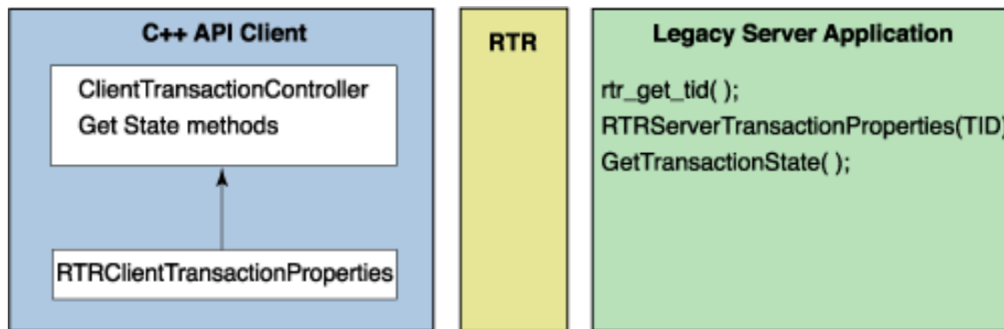 C++ API Client
ClientTransactionController
Get State methods
RTRClientTransactionProperties
RTR
Legacy Server Application
rtr_get_tid( );
RTRServerTransactionProperties(TID)
GetTransactionState( );